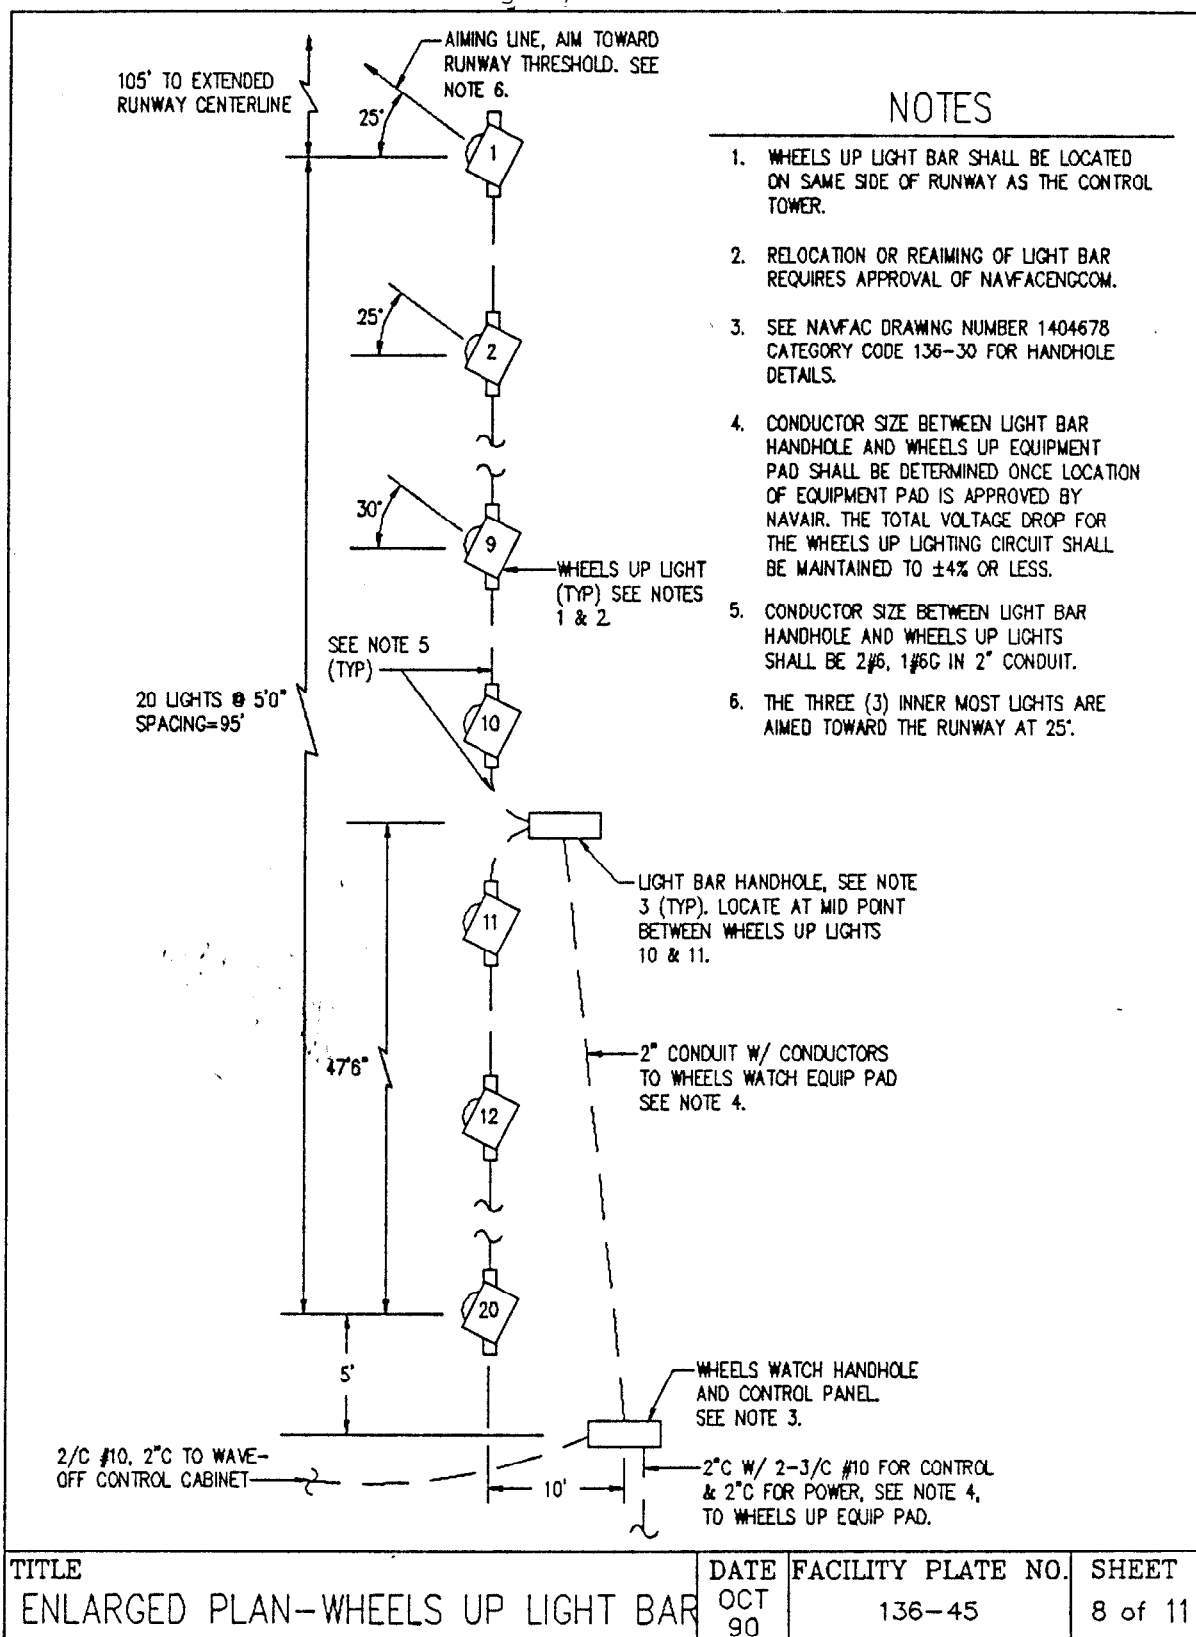 105' TO EXTENDED
RUNWAY CENTERLINE
AIMING LINE, AIM TOWARD
RUNWAY THRESHOLD. SEE
NOTE 6.
25°
1
25°
2
30°
9
WHEELS UP LIGHT
(TYP) SEE NOTES
1 & 2
SEE NOTE 5
(TYP)
20 LIGHTS @ 5'0"
SPACING=95'
10
LIGHT BAR HANDHOLE, SEE NOTE
3 (TYP). LOCATE AT MID POINT
BETWEEN WHEELS UP LIGHTS
10 & 11.
11
47'6"
2" CONDUIT W/ CONDUCTORS
TO WHEELS WATCH EQUIP PAD
SEE NOTE 4.
12
20
5'
WHEELS WATCH HANDHOLE
AND CONTROL PANEL.
SEE NOTE 3.
2/C #10, 2"C TO WAVE-
OFF CONTROL CABINET
10'
2"C W/ 2-3/C #10 FOR CONTROL
& 2"C FOR POWER, SEE NOTE 4,
TO WHEELS UP EQUIP PAD.
NOTES
1. WHEELS UP LIGHT BAR SHALL BE LOCATED
ON SAME SIDE OF RUNWAY AS THE CONTROL
TOWER.
2. RELOCATION OR REAIMING OF LIGHT BAR
REQUIRES APPROVAL OF NAVFACENGCOM.
3. SEE NAVFAC DRAWING NUMBER 1404678
CATEGORY CODE 136-30 FOR HANDHOLE
DETAILS.
4. CONDUCTOR SIZE BETWEEN LIGHT BAR
HANDHOLE AND WHEELS UP EQUIPMENT
PAD SHALL BE DETERMINED ONCE LOCATION
OF EQUIPMENT PAD IS APPROVED BY
NAVAIR. THE TOTAL VOLTAGE DROP FOR
THE WHEELS UP LIGHTING CIRCUIT SHALL
BE MAINTAINED TO ±4% OR LESS.
5. CONDUCTOR SIZE BETWEEN LIGHT BAR
HANDHOLE AND WHEELS UP LIGHTS
SHALL BE 2#6, 1#6G IN 2" CONDUIT.
6. THE THREE (3) INNER MOST LIGHTS ARE
AIMED TOWARD THE RUNWAY AT 25°.
TITLE
ENLARGED PLAN-WHEELS UP LIGHT BAR
DATE
OCT
90
FACILITY PLATE NO.
136-45
SHEET
8 of 11